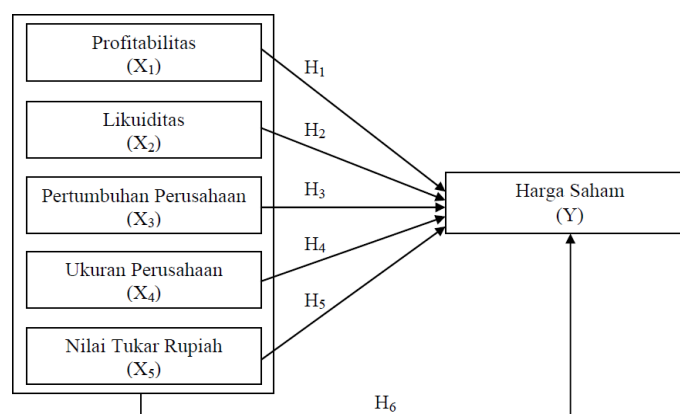 Profitabilitas
(X₁)
H₁
Likuiditas
(X₂)
H₂
Pertumbuhan Perusahaan
(X₃)
H₃
Harga Saham
(Y)
Ukuran Perusahaan
(X₄)
H₄
Nilai Tukar Rupiah
(X₅)
H₅
H₆